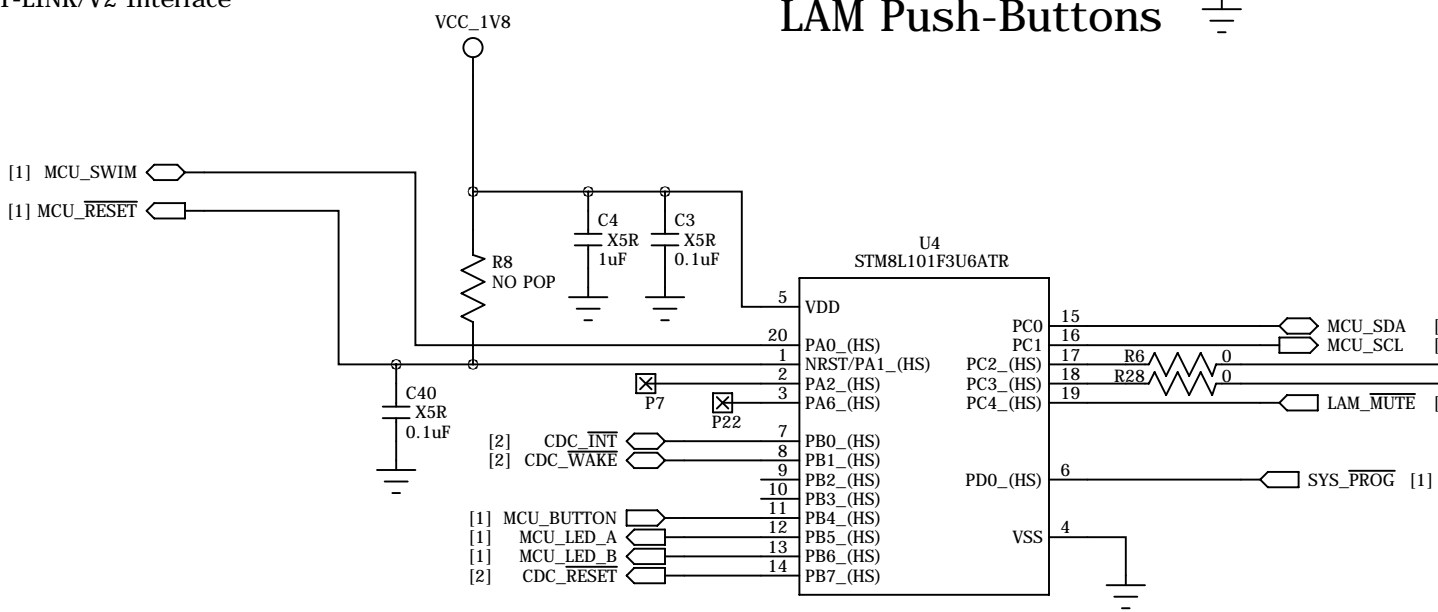 T-LINK/V2 Interface
LAM Push-Buttons
VCC_1V8
[1] MCU_SWIM
[1] MCU_RESET
R8
NO POP
C4
X5R
1uF
C3
X5R
0.1uF
C40
X5R
0.1uF
U4
STM8L101F3U6ATR
5 VDD
20 PA0_(HS)
1 NRST/PA1_(HS)
2 PA2_(HS)
3 PA6_(HS)
P7
P22
[2] CDC_INT 7 PB0_(HS)
[2] CDC_WAKE 8 PB1_(HS)
9 PB2_(HS)
10 PB3_(HS)
[1] MCU_BUTTON 11 PB4_(HS)
[1] MCU_LED_A 12 PB5_(HS)
[1] MCU_LED_B 13 PB6_(HS)
[2] CDC_RESET 14 PB7_(HS)
PC0 15 MCU_SDA [
PC1 16 MCU_SCL [
PC2_(HS) 17 R6 0
PC3_(HS) 18 R28 0
PC4_(HS) 19 LAM_MUTE [
PD0_(HS) 6 SYS_PROG [1]
VSS 4